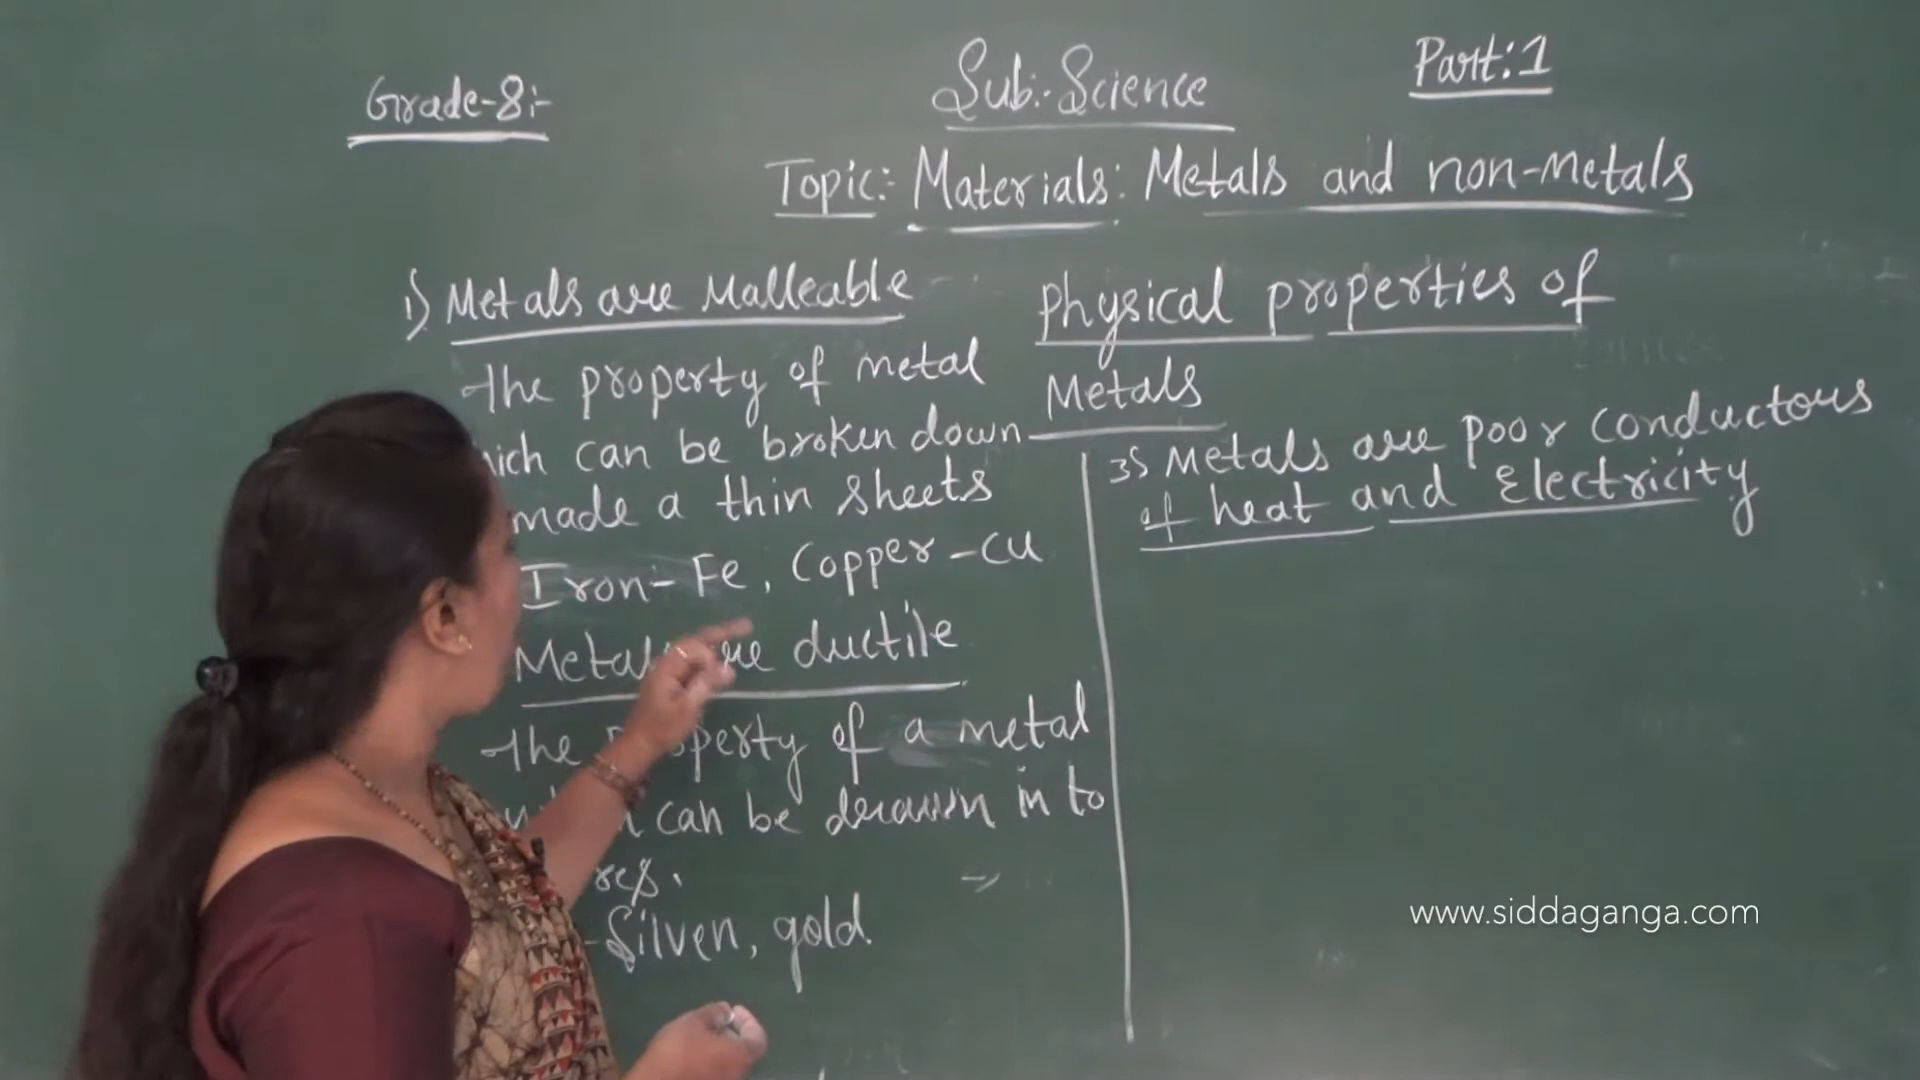 Grade-8:-
Sub:-Science
Part:1
Topic:- Materials: Metals and non-metals
1) Metals are Malleable
the property of metal
can be broken down
made a thin sheets
Iron-Fe, Copper-Cu
Metals are ductile
the property of a metal
can be drawn in to
Silven, gold.
Physical properties of
Metals
3) Metals are poor conductors
of heat and Electricity
www.siddaganga.com